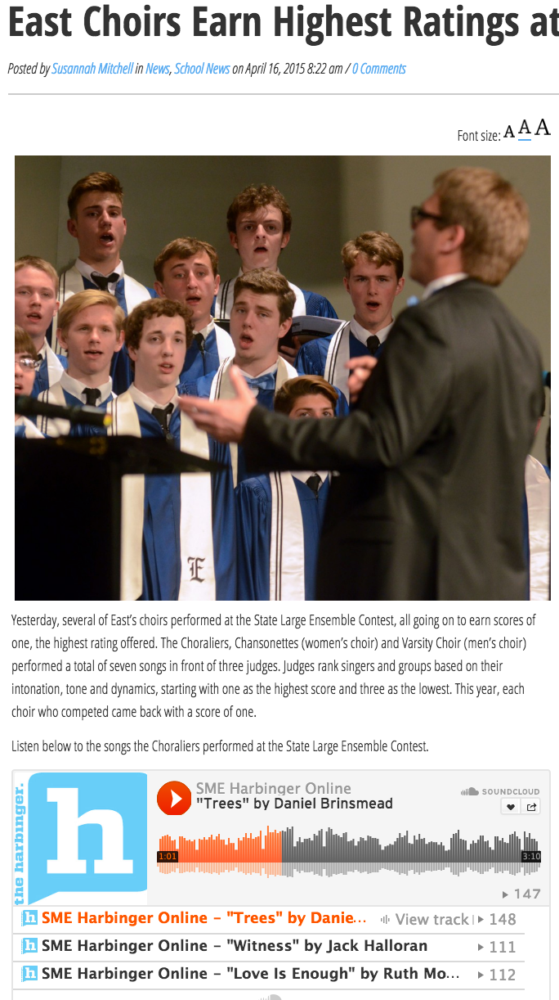 East Choirs Earn Highest Ratings at
Posted by Susannah Mitchell in News, School News on April 16, 2015 8:22 am / 0 Comments
Font size: A A A
E
Yesterday, several of East’s choirs performed at the State Large Ensemble Contest, all going on to earn scores of
one, the highest rating offered. The Choraliers, Chansonettes (women’s choir) and Varsity Choir (men’s choir)
performed a total of seven songs in front of three judges. Judges rank singers and groups based on their
intonation, tone and dynamics, starting with one as the highest score and three as the lowest. This year, each
choir who competed came back with a score of one.
Listen below to the songs the Choraliers performed at the State Large Ensemble Contest.
the harbinger.
h
SME Harbinger Online
"Trees" by Daniel Brinsmead
SOUNDCLOUD
1:01
3:10
147
h SME Harbinger Online – "Trees" by Danie... View track 148
h SME Harbinger Online – "Witness" by Jack Halloran 111
h SME Harbinger Online – "Love Is Enough" by Ruth Mo... 112